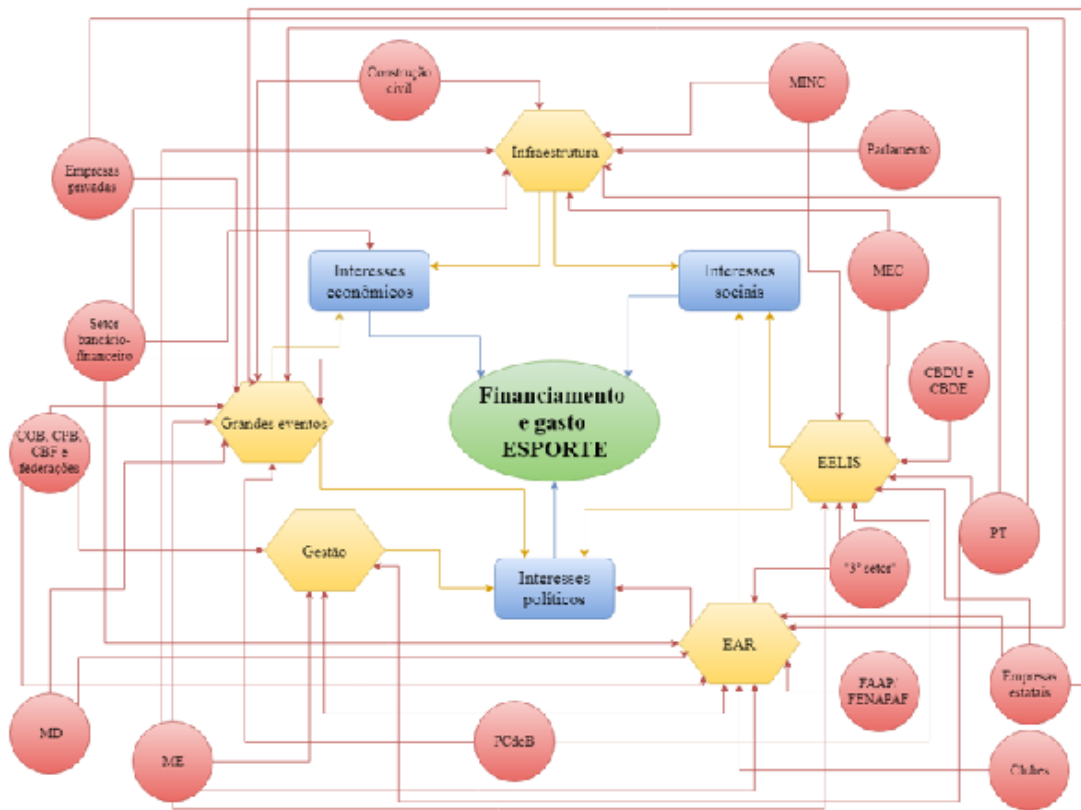 Construção
civil
MINC
Infraestrutura
Parlamento
Empresas
privadas
Interesses
econômicos
Interesses
sociais
MEC
Setor
bancário-
financeiro
CBDU e
CBDE
Financiamento
e gasto
ESPORTE
Grandes eventos
COB, CPB,
CBF e
federações
EELIS
PT
Gestão
"3º setor"
Interesses
políticos
EAR
FAAP/
FENAPAF
Empresas
estatais
MD
ME
PCdoB
Clubes